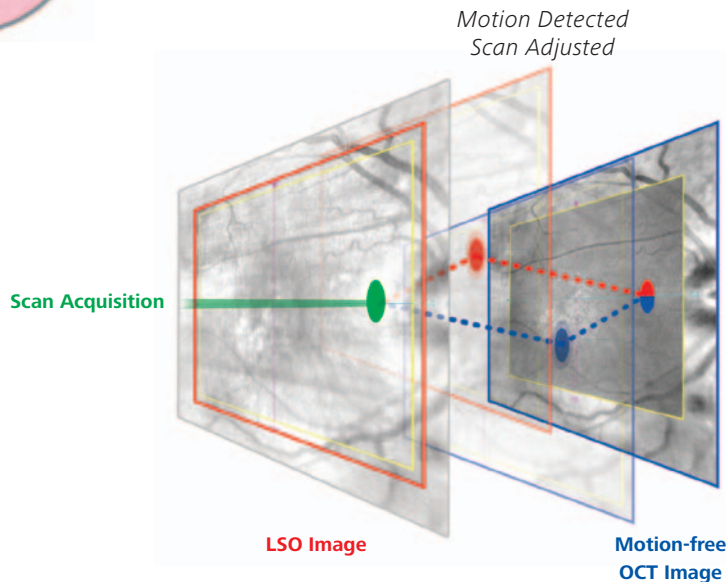 Motion Detected
Scan Adjusted
Scan Acquisition
LSO Image
Motion-free
OCT Image